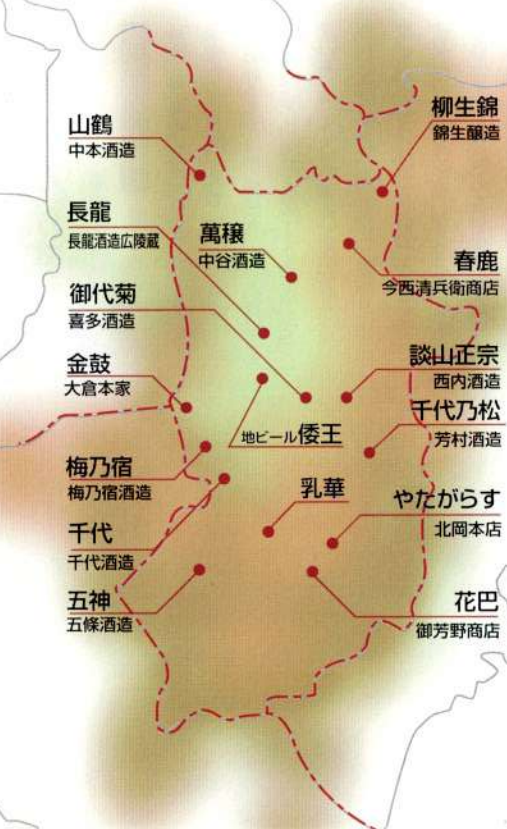 山鶴
中本酒造
長龍
長龍酒造広陵蔵
萬穣
中谷酒造
御代菊
喜多酒造
金鼓
大倉本家
地ビール倭王
梅乃宿
梅乃宿酒造
千代
千代酒造
五神
五條酒造
乳華
柳生錦
錦生醸造
春鹿
今西清兵衛商店
談山正宗
西内酒造
千代乃松
芳村酒造
やたがらす
北岡本店
花巴
御芳野商店